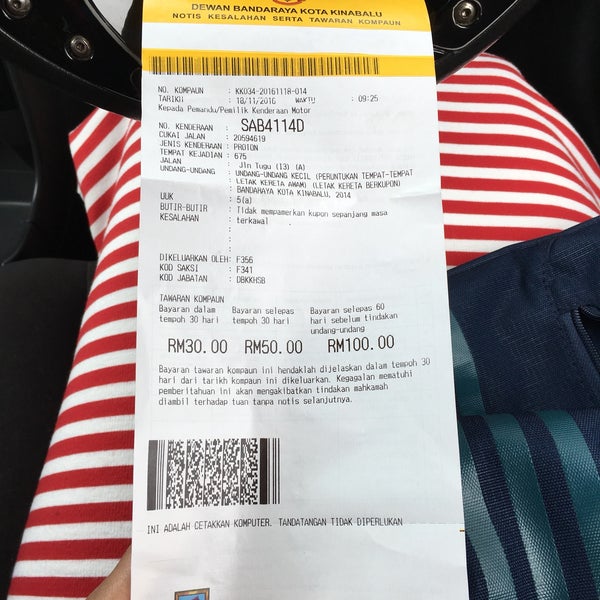 DEWAN BANDARAYA KOTA KINABALU
NOTIS KESALAHAN SERTA TAWARAN KOMPAUN
NO. KOMPAUN : KK034-20161118-014
TARIKH : 18/11/2016 WAKTU : 09:25
Kepada Pemandu/Pemilik Kenderaan Motor
NO. KENDERAAN : SAB4114D
CUKAI JALAN : 20594619
JENIS KENDERAAN : PROTON
TEMPAT KEJADIAN : 675
JALAN : Jln Tugu (I3) (A)
UNDANG-UNDANG : UNDANG-UNDANG KECIL (PERUNTUKAN TEMPAT-TEMPAT
LETAK KERETA AWAM) (LETAK KERETA BERKUPON)
BANDARAYA KOTA KINABALU, 2014
UUK : 5(a)
BUTIR-BUTIR : Tidak mempamerkan kupon sepanjang masa
KESALAHAN : terkawal
:
:
:
DIKELUARKAN OLEH: F356
KOD SAKSI : F341
KOD JABATAN : DBKKHSB
TAWARAN KOMPAUN
Bayaran dalam Bayaran selepas Bayaran selepas 60
tempoh 30 hari tempoh 30 hari hari sebelum tindakan
undang-undang
RM30.00 RM50.00 RM100.00
Bayaran tawaran kompaun ini hendaklah dijelaskan dalam tempoh 30
hari dari tarikh kompaun ini dikeluarkan. Kegagalan mematuhi
pemberitahuan ini akan mengakibatkan tindakan mahkamah
diambil terhadap tuan tanpa notis selanjutnya.
INI ADALAH CETAKKAN KOMPUTER. TANDATANGAN TIDAK DIPERLUKAN